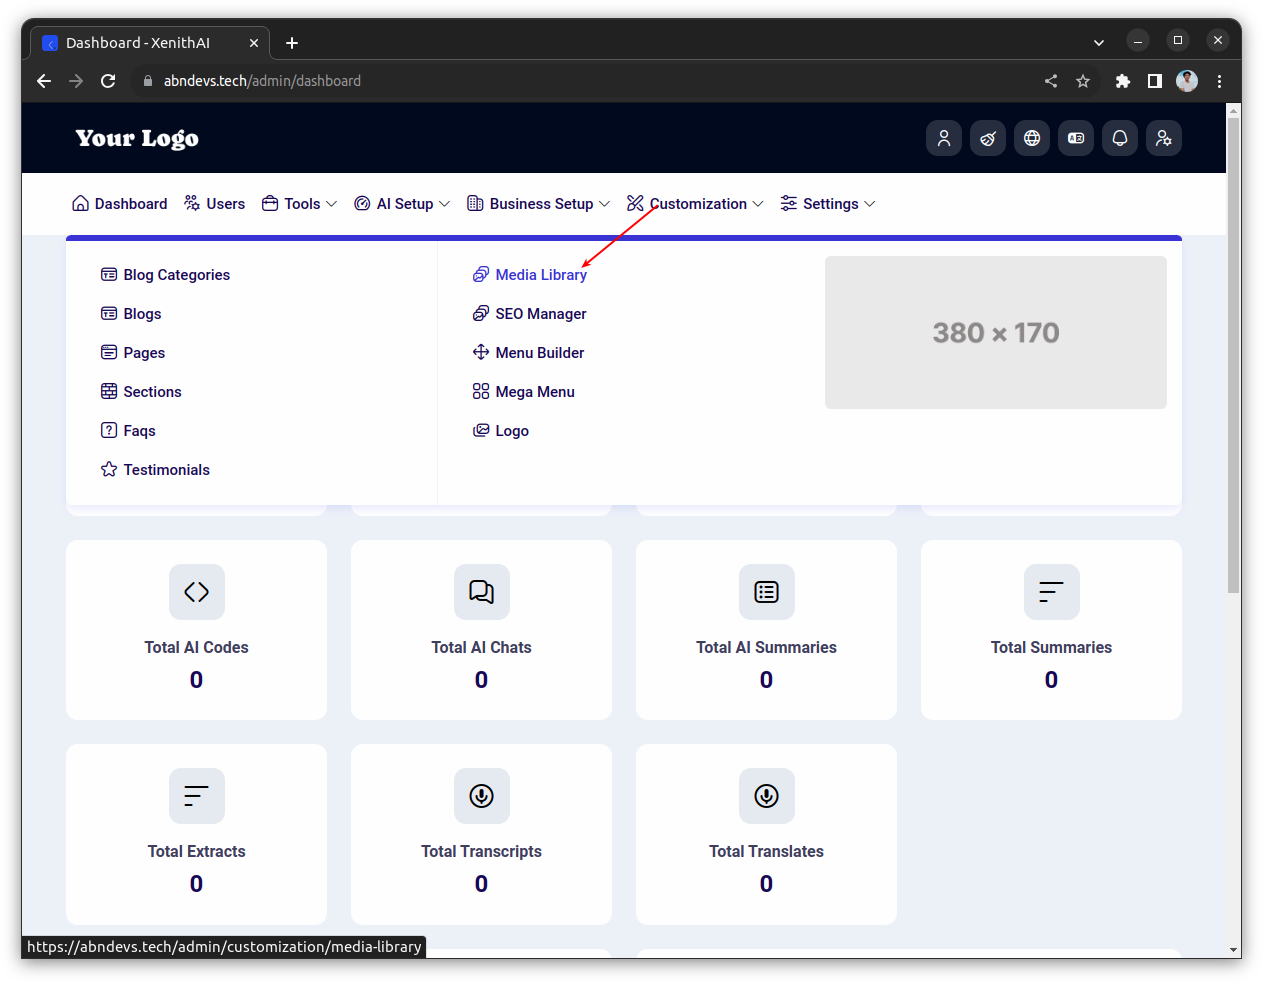 Dashboard - XenithAI
abndevs.tech/admin/dashboard
Your Logo
Dashboard Users Tools AI Setup Business Setup Customization Settings
Blog Categories
Blogs
Pages
Sections
Faqs
Testimonials
Media Library
SEO Manager
Menu Builder
Mega Menu
Logo
380 × 170
Total AI Codes
0
Total AI Chats
0
Total AI Summaries
0
Total Summaries
0
Total Extracts
0
Total Transcripts
0
Total Translates
0
https://abndevs.tech/admin/customization/media-library